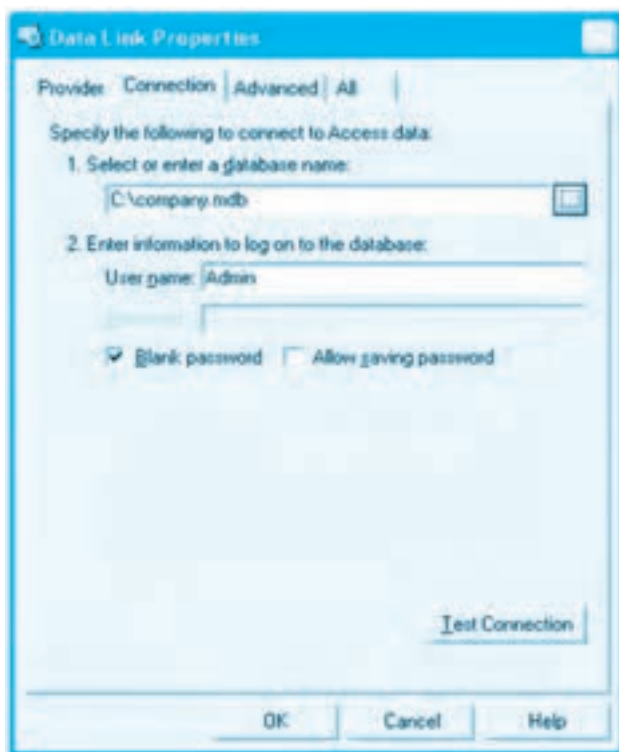 Data Link Properties
Provider Connection Advanced All
Specify the following to connect to Access data:
1. Select or enter a database name:
C:\company.mdb
2. Enter information to log on to the database:
User name: Admin
Blank password Allow saving password
Test Connection
OK Cancel Help